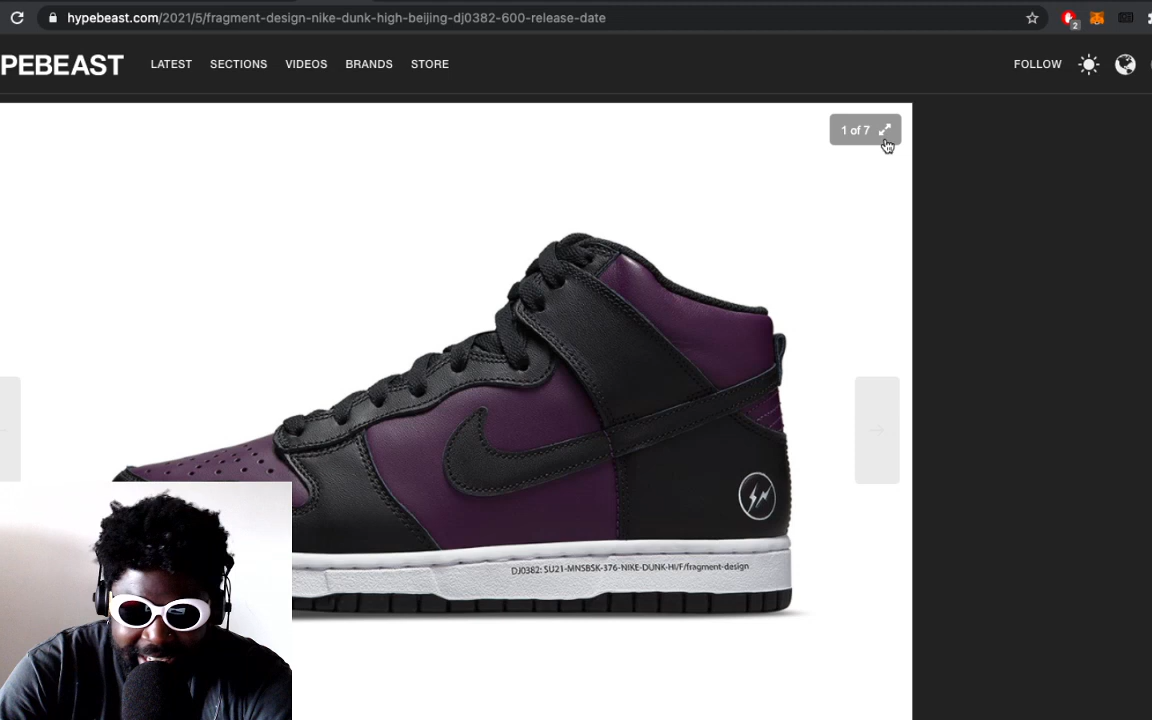 hypebeast.com/2021/5/fragment-design-nike-dunk-high-beijing-dj0382-600-release-date
2
PEBEAST LATEST SECTIONS VIDEOS BRANDS STORE FOLLOW
1 of 7
DJ0382: SU21-MNSBSK-376-NIKE-DUNK-HI/F/fragment-design